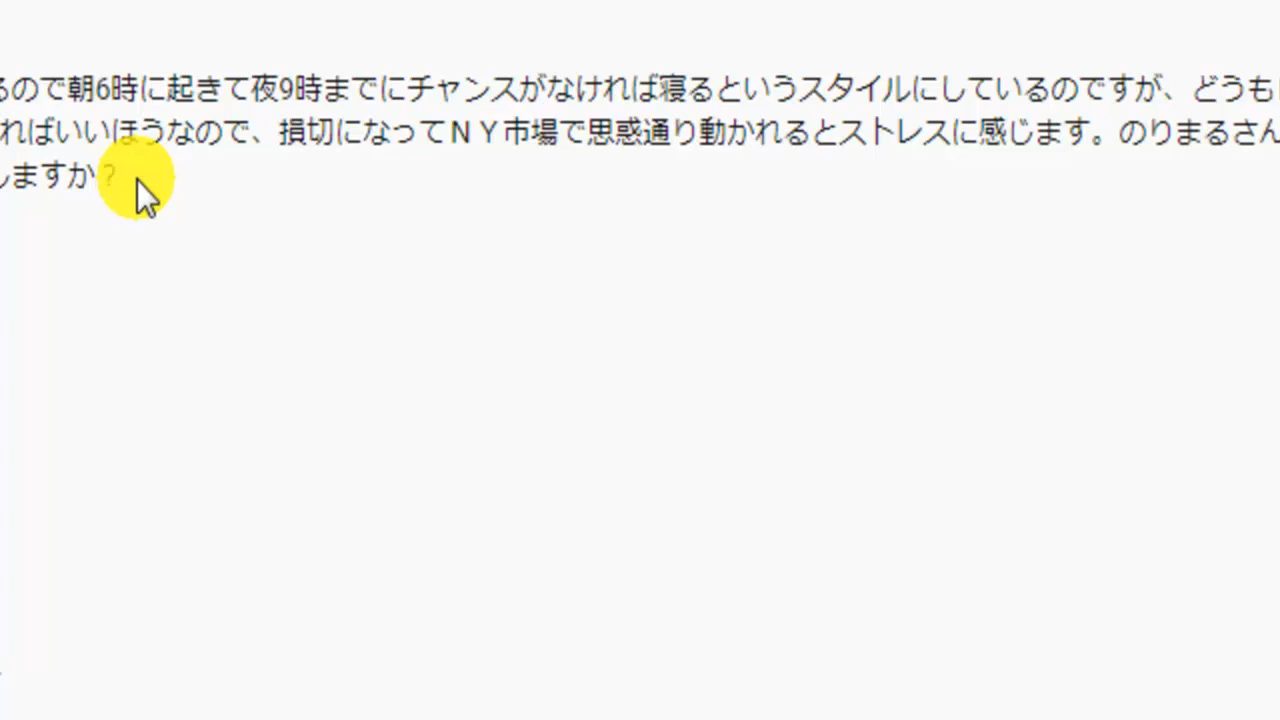 るので朝6時に起きて夜9時までにチャンスがなければ寝るというスタイルにしているのですが、どうも
ればいいほうなので、損切になってＮＹ市場で思惑通り動かれるとストレスに感じます。のりまるさん
しますか？